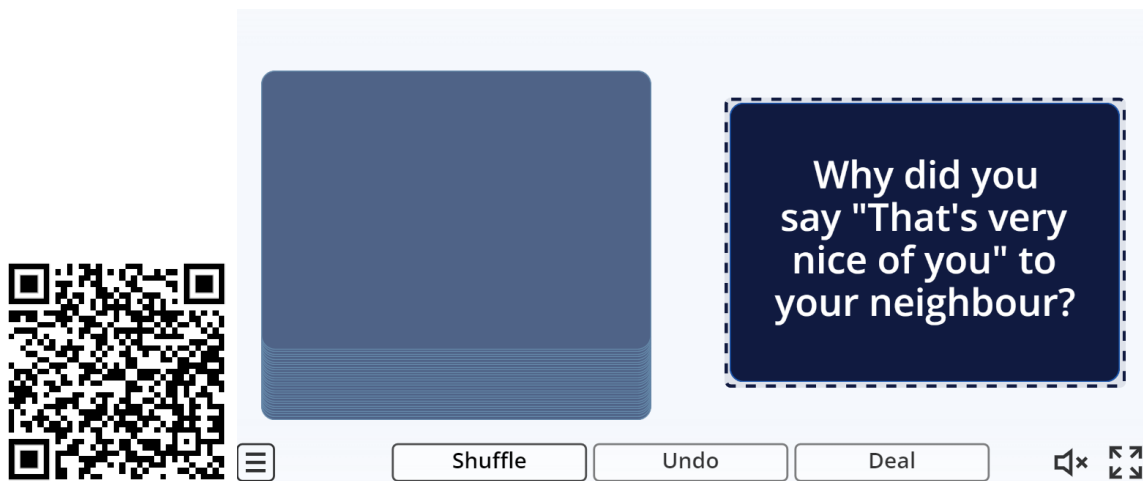 Why did you
say "That's very
nice of you" to
your neighbour?
Shuffle
Undo
Deal